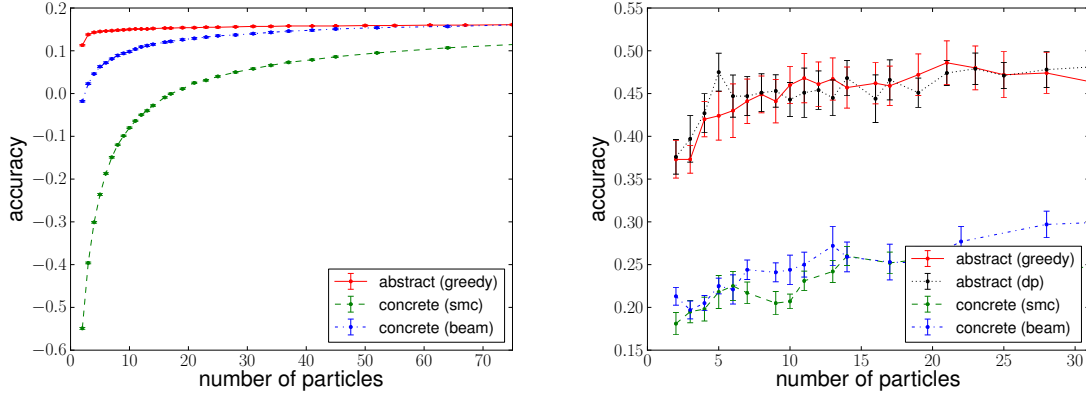 0.2
0.1
0.0
−0.1
−0.2
−0.3
−0.4
−0.5
−0.6
accuracy
0 10 20 30 40 50 60 70
number of particles
abstract (greedy)
concrete (smc)
concrete (beam)
0.55
0.50
0.45
0.40
0.35
0.30
0.25
0.20
0.15
accuracy
0 5 10 15 20 25 30
number of particles
abstract (greedy)
abstract (dp)
concrete (smc)
concrete (beam)